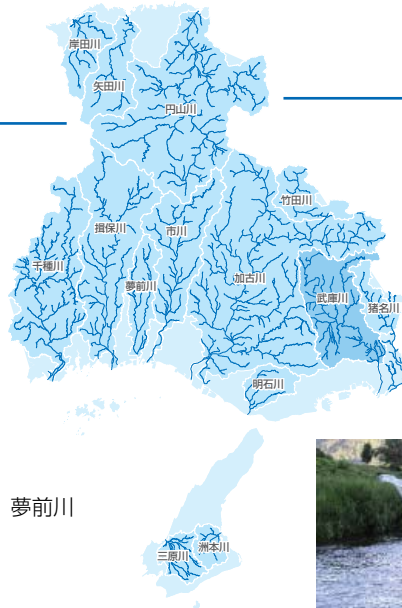 岸田川
矢田川
円山川
竹田川
揖保川
市川
千種川
加古川
夢前川
武庫川
猪名川
明石川
夢前川
洲本川
三原川